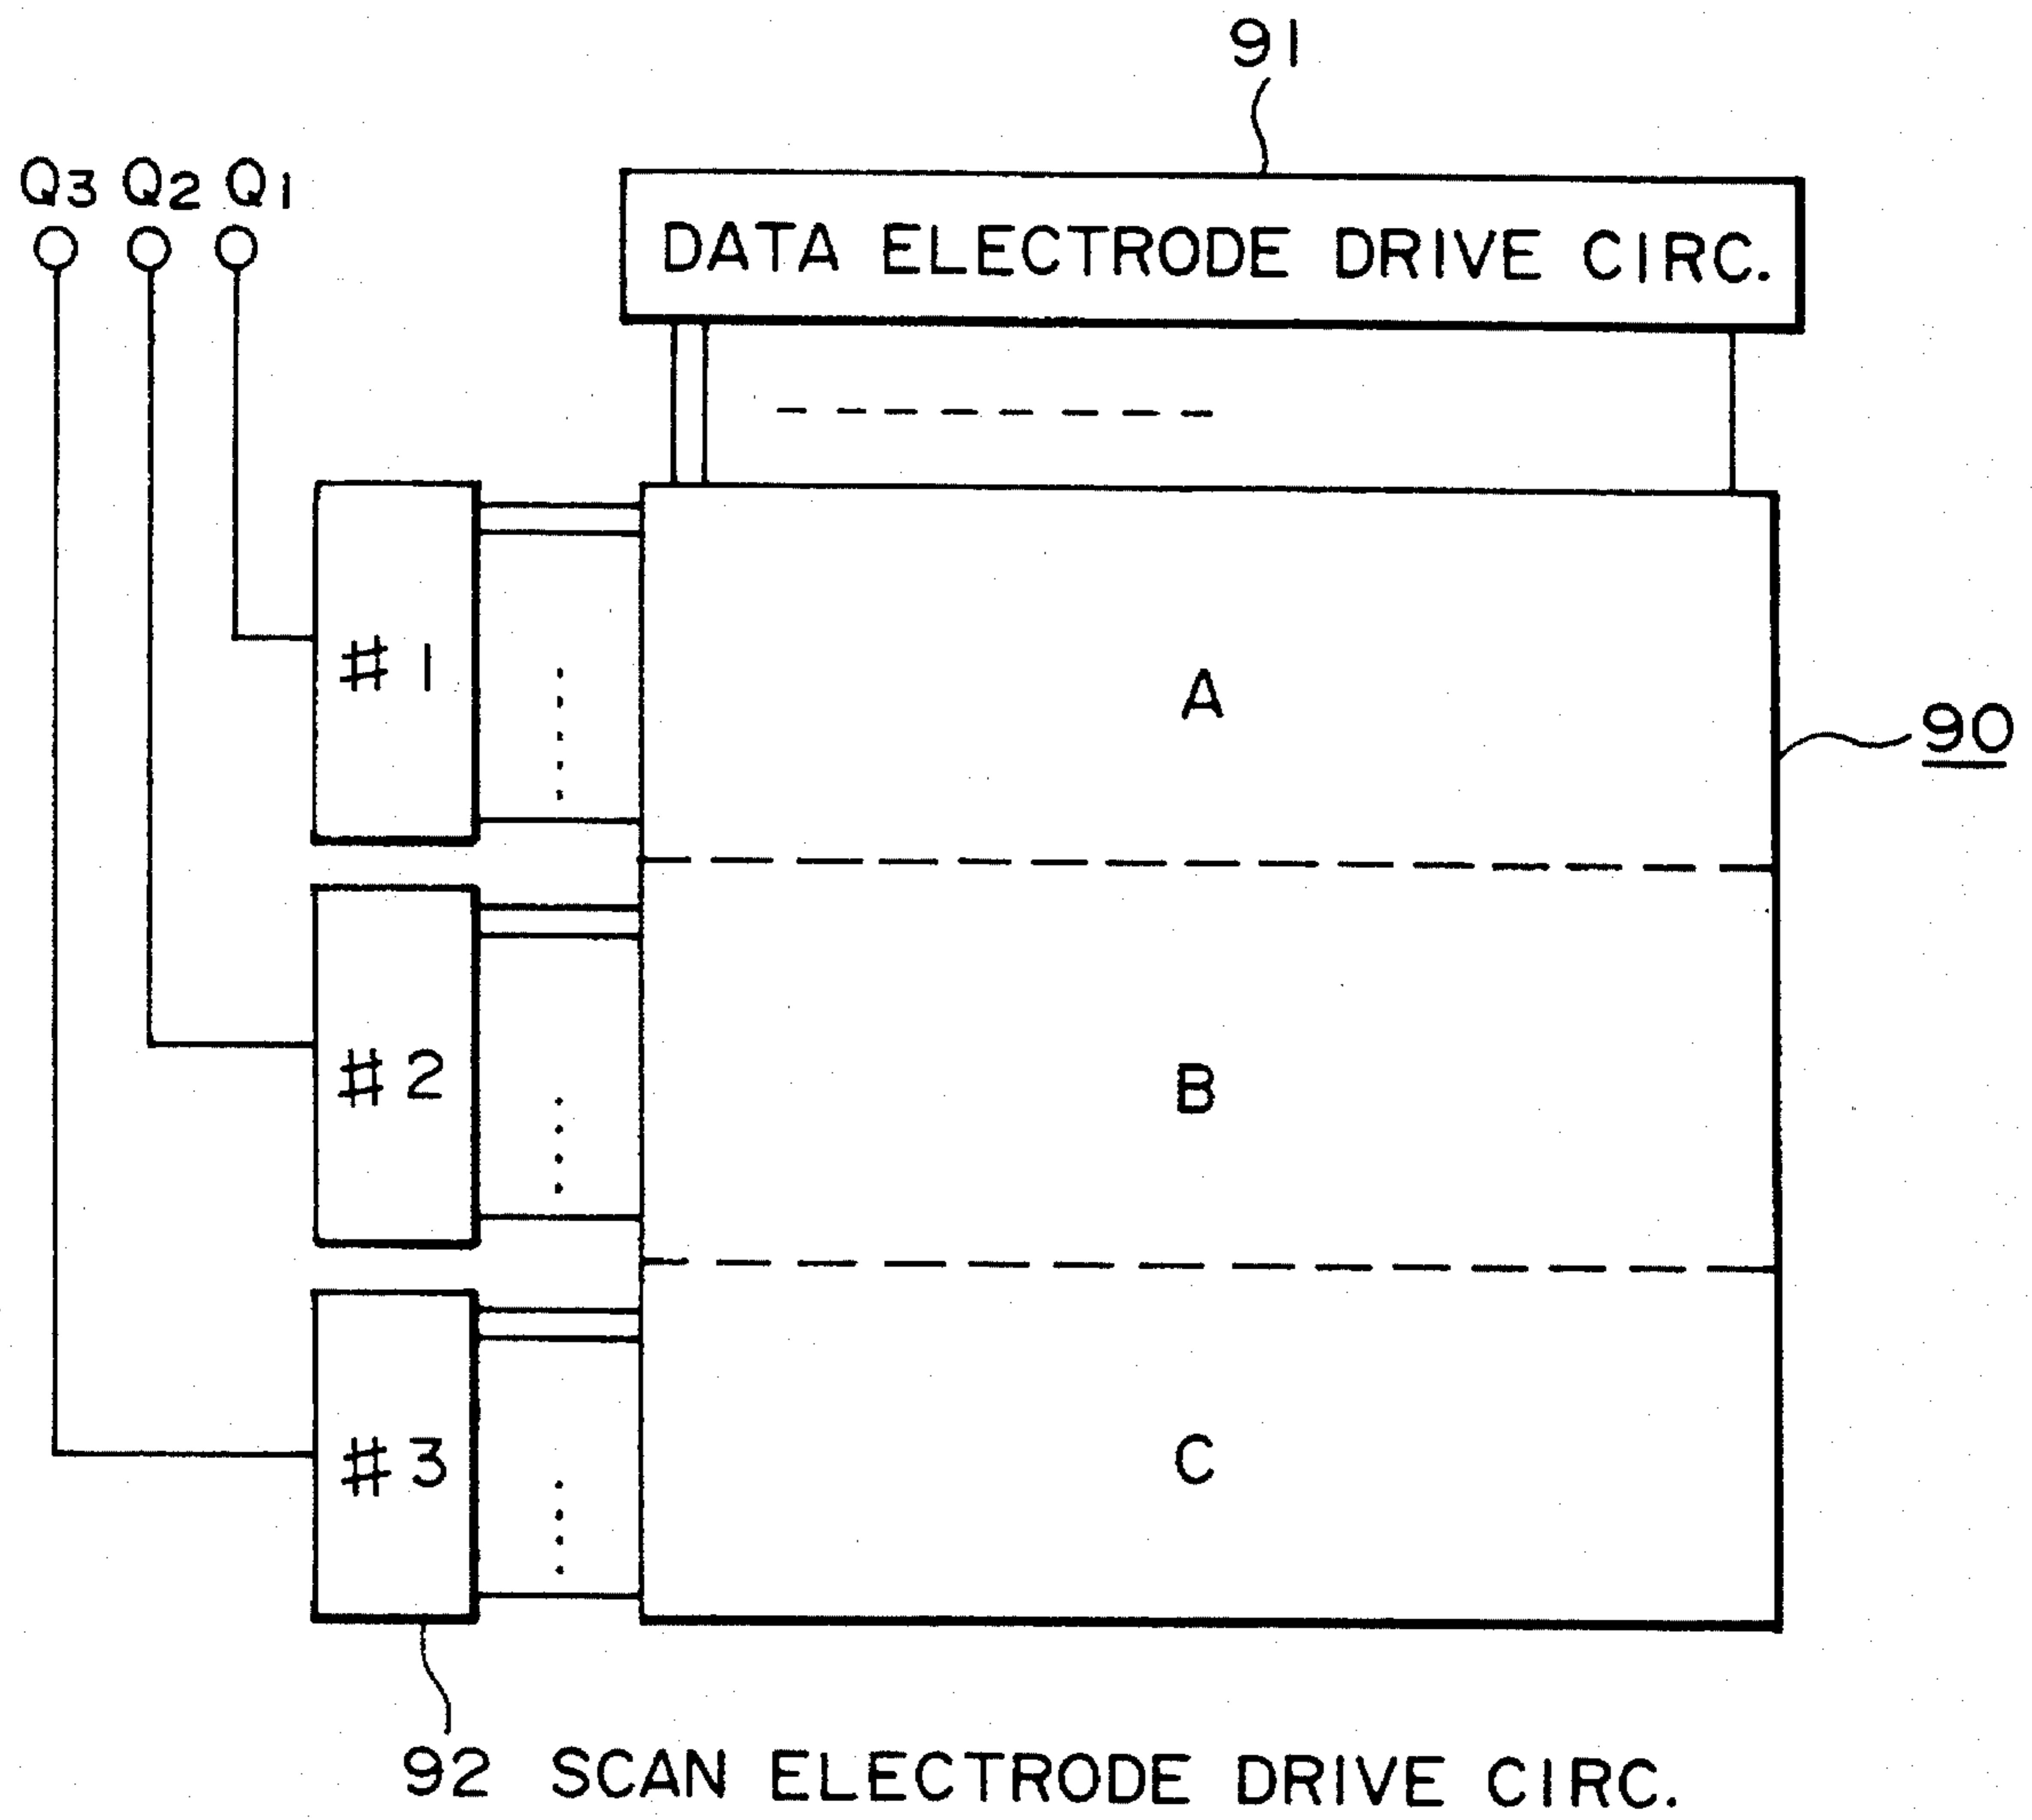 91
Q3 Q2 Q1
DATA ELECTRODE DRIVE CIRC.
#1
A
90
#2
B
#3
C
92 SCAN ELECTRODE DRIVE CIRC.